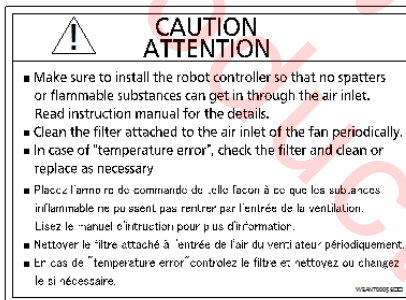 CAUTION
ATTENTION
■ Make sure to install the robot controller so that no spatters
or flammable substances can get in through the air inlet.
Read instruction manual for the details.
■ Clean the filter attached to the air inlet of the fan periodically.
■ In case of "temperature error", check the filter and clean or
replace as necessary
■ Placez l'armoire de commande de telle facon à ce que les substances
inflammable ne puissent pas rentrer par l'entrée de la ventilation.
Lisez le manuel d'intruction pour plus d'information.
■ Nettoyer le filtre attaché à l'entrée de l'air du ventilateur périodiquement.
■ En cas de "temperature error" controlez le filtre et nettoyez ou changez
le si nécessaire.